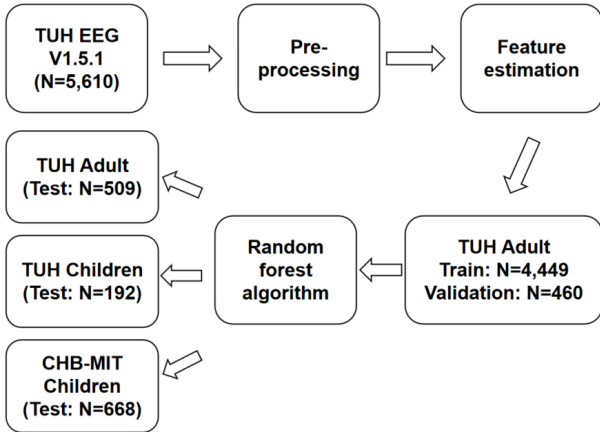 TUH EEG
V1.5.1
(N=5,610)
Pre-
processing
Feature
estimation
TUH Adult
Train: N=4,449
Validation: N=460
Random
forest
algorithm
TUH Adult
(Test: N=509)
TUH Children
(Test: N=192)
CHB-MIT
Children
(Test: N=668)